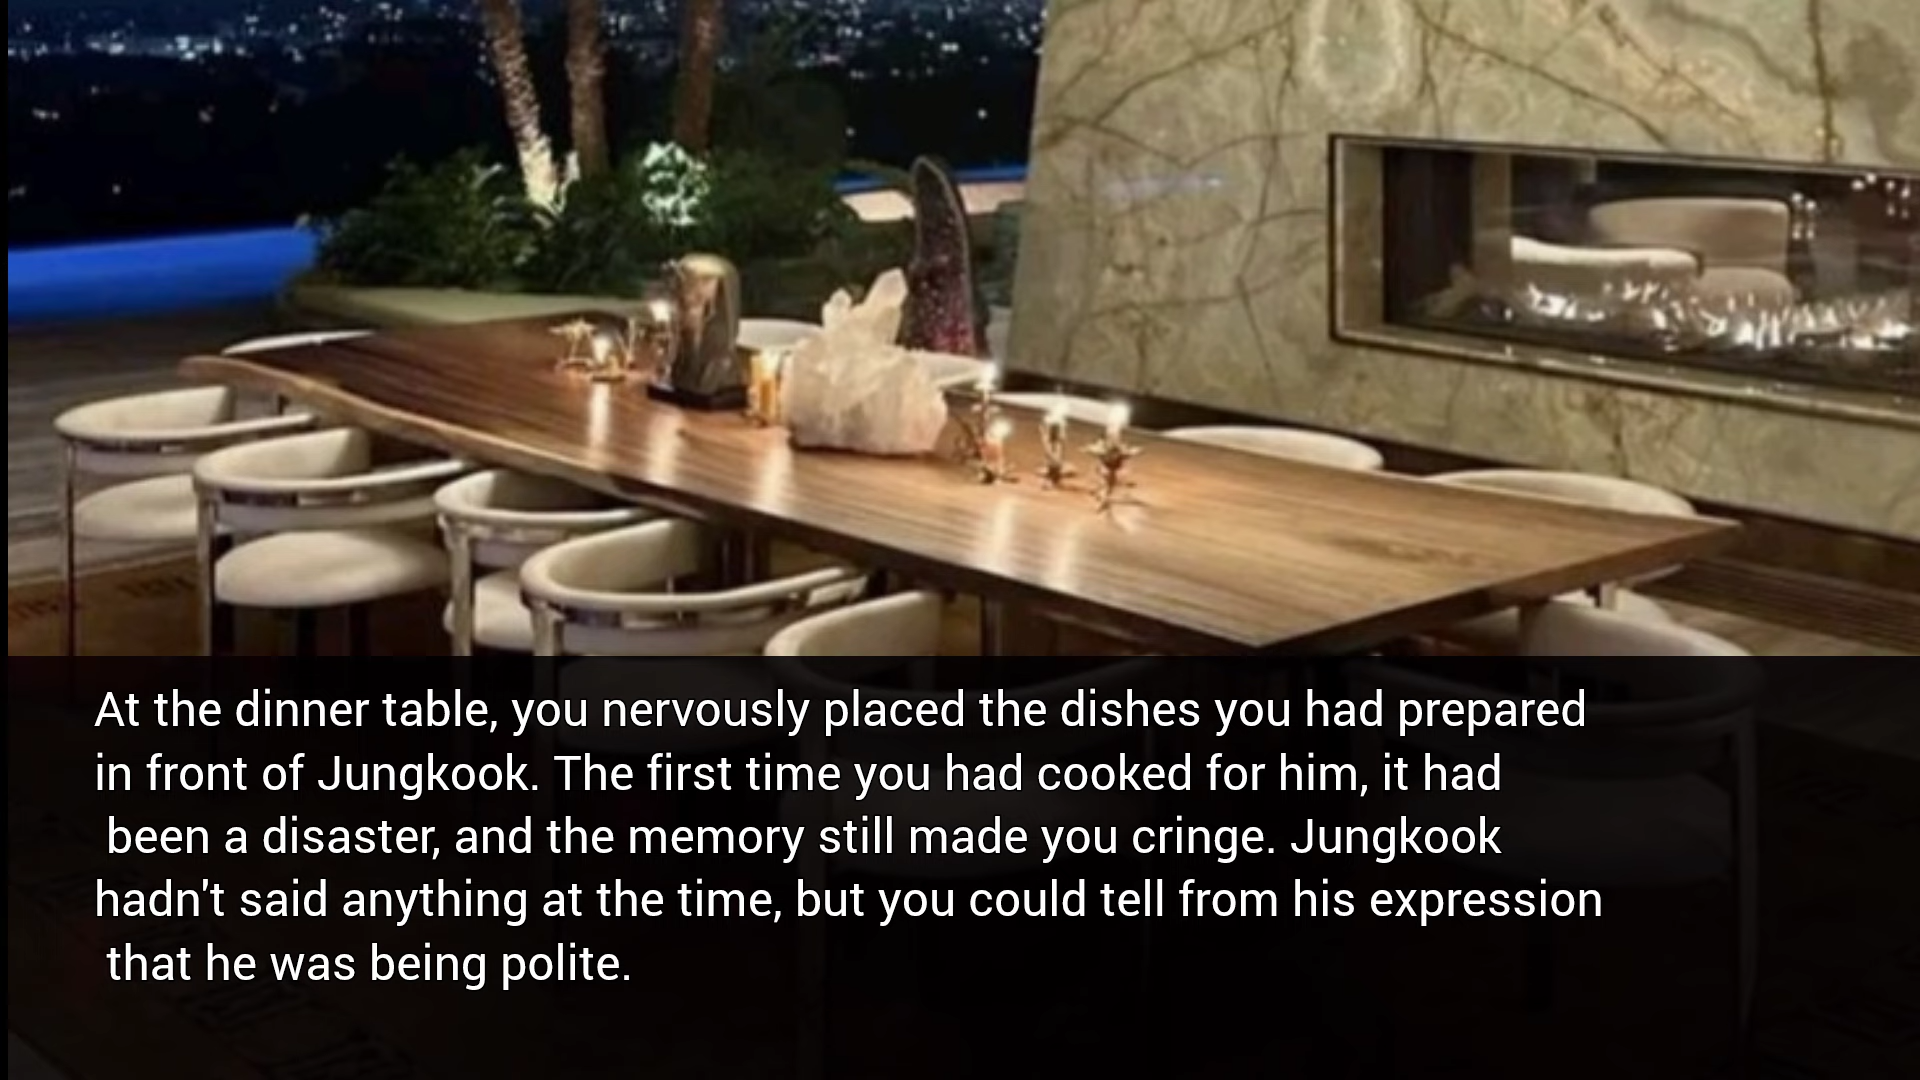 At the dinner table, you nervously placed the dishes you had prepared
in front of Jungkook. The first time you had cooked for him, it had
been a disaster, and the memory still made you cringe. Jungkook
hadn't said anything at the time, but you could tell from his expression
that he was being polite.